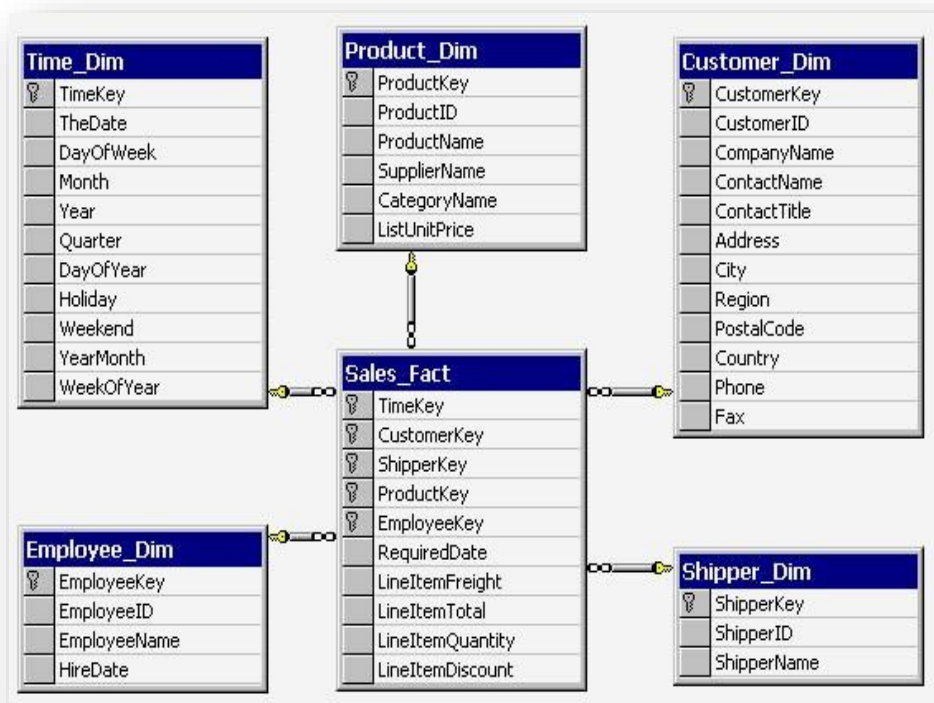 Time_Dim
TimeKey
TheDate
DayOfWeek
Month
Year
Quarter
DayOfYear
Holiday
Weekend
YearMonth
WeekOfYear
Product_Dim
ProductKey
ProductID
ProductName
SupplierName
CategoryName
ListUnitPrice
Customer_Dim
CustomerKey
CustomerID
CompanyName
ContactName
ContactTitle
Address
City
Region
PostalCode
Country
Phone
Fax
Sales_Fact
TimeKey
CustomerKey
ShipperKey
ProductKey
EmployeeKey
RequiredDate
LineItemFreight
LineItemTotal
LineItemQuantity
LineItemDiscount
Employee_Dim
EmployeeKey
EmployeeID
EmployeeName
HireDate
Shipper_Dim
ShipperKey
ShipperID
ShipperName